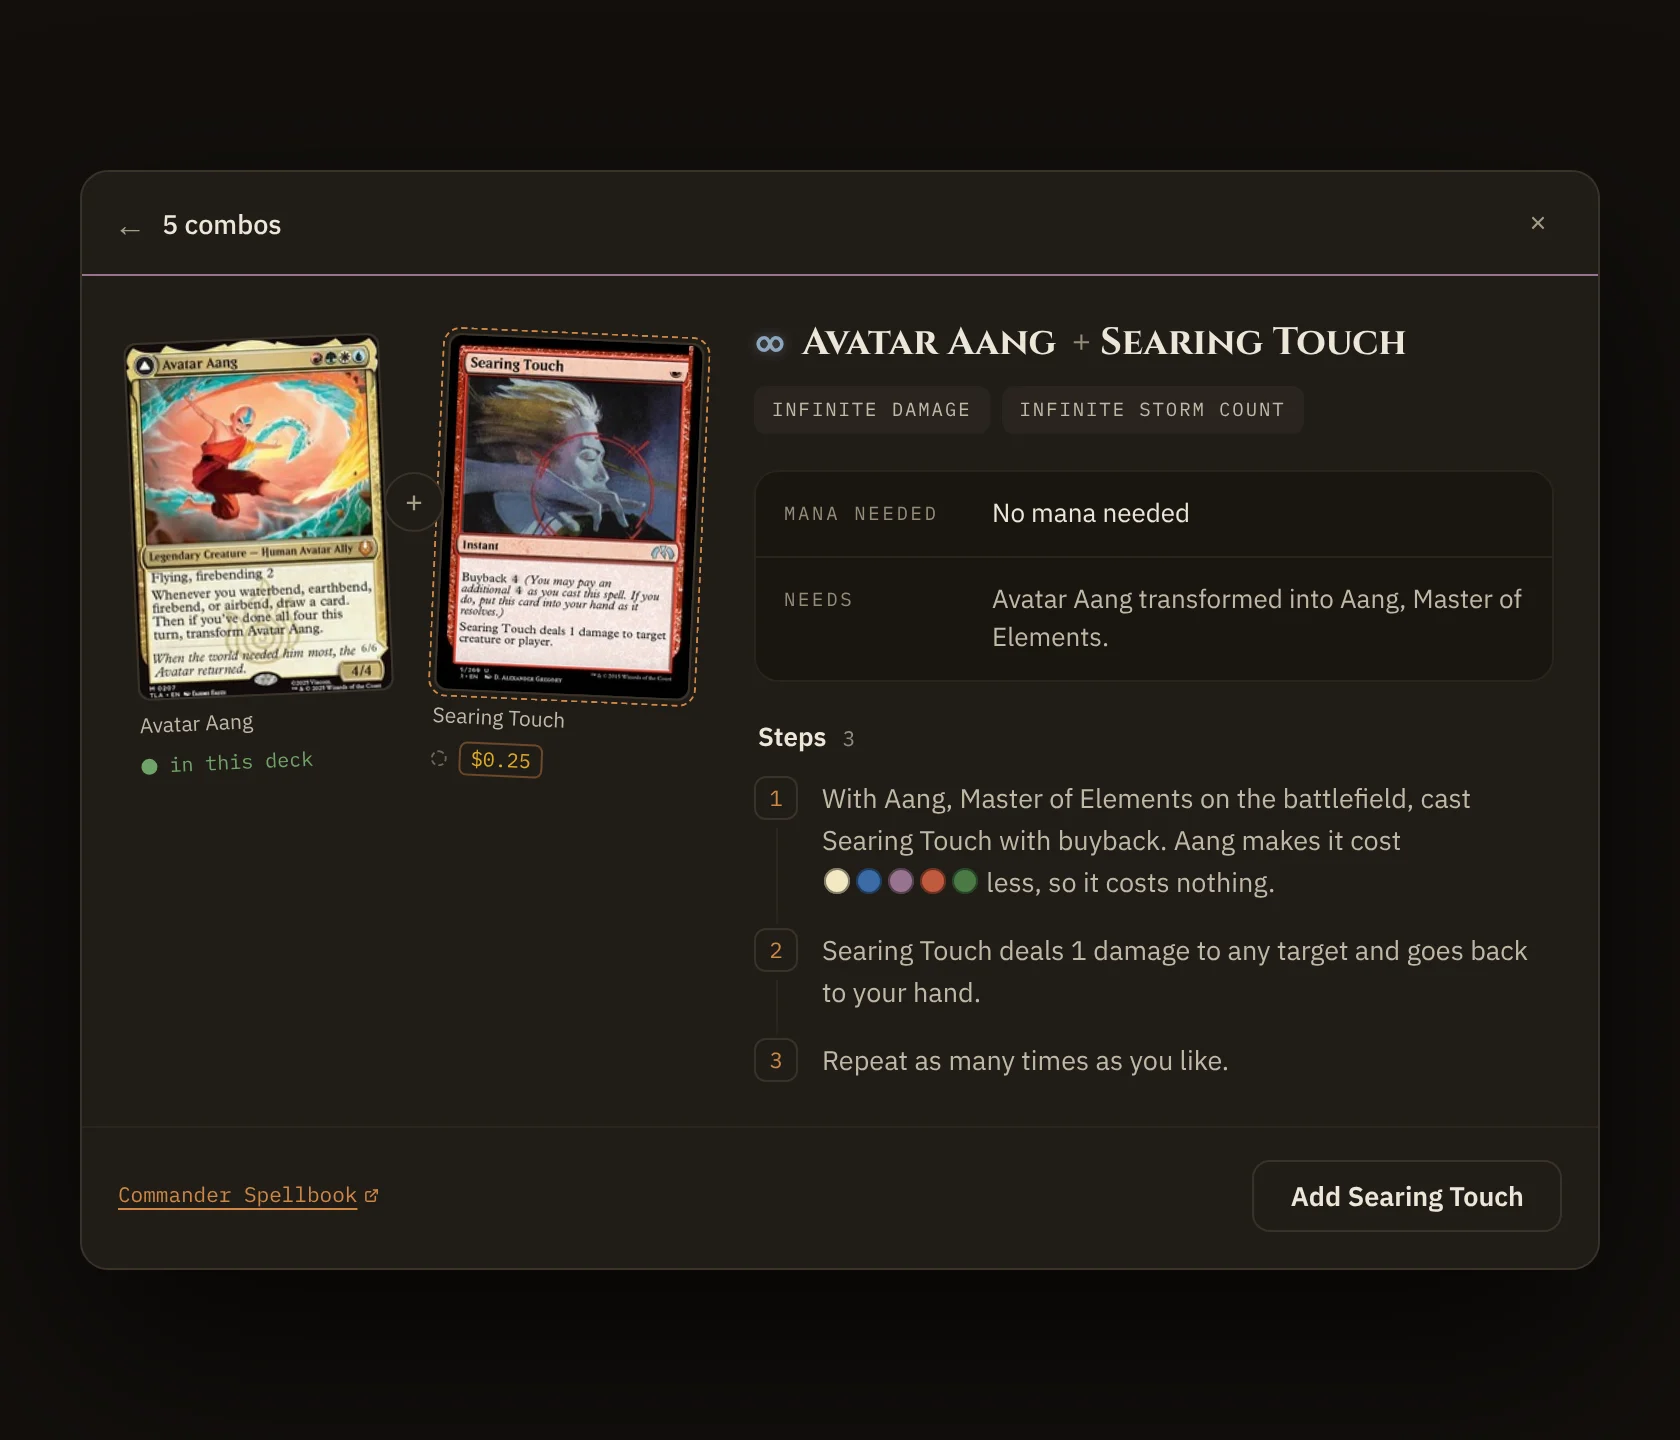 ← 5 combos
×
Avatar Aang
Legendary Creature — Human Avatar Ally
Flying, firebending 2
Whenever you waterbend, earthbend,
firebend, or airbend, draw a card.
Then if you've done all four this
turn, transform Avatar Aang.
When the world needed him most, the
Avatar returned.
6/6
4/4
M 0207
TLA • EN
+
Searing Touch
Instant
Buyback 4 (You may pay an
additional 4 as you cast this spell. If you
do, put this card into your hand as it
resolves.)
Searing Touch deals 1 damage to target
creature or player.
D. Alexander Gregory
Avatar Aang
in this deck
Searing Touch
$0.25
∞ Avatar Aang + Searing Touch
INFINITE DAMAGE
INFINITE STORM COUNT
MANA NEEDED
No mana needed
NEEDS
Avatar Aang transformed into Aang, Master of
Elements.
Steps 3
1
With Aang, Master of Elements on the battlefield, cast
Searing Touch with buyback. Aang makes it cost
less, so it costs nothing.
2
Searing Touch deals 1 damage to any target and goes back
to your hand.
3
Repeat as many times as you like.
Commander Spellbook
Add Searing Touch